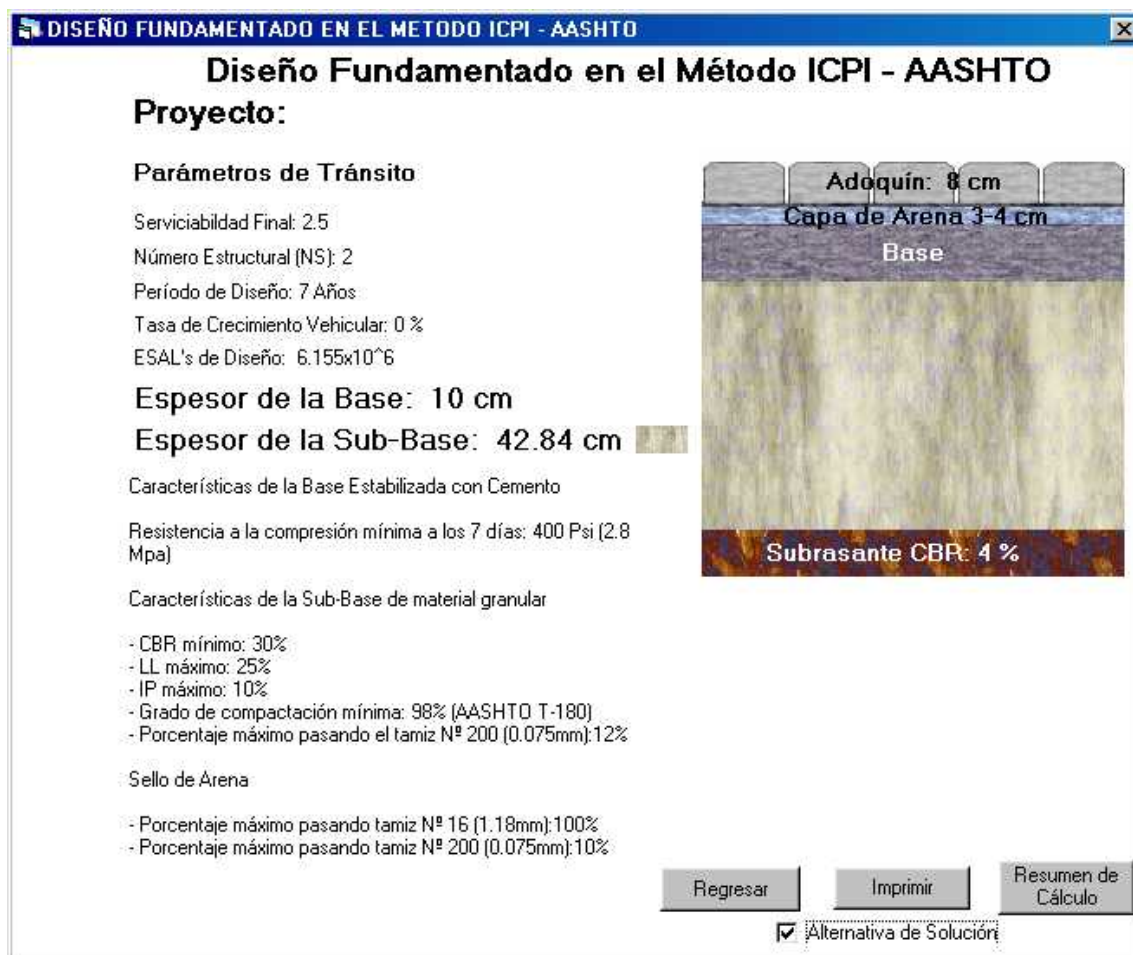 DISEÑO FUNDAMENTADO EN EL METODO ICPI - AASHTO
Diseño Fundamentado en el Método ICPI - AASHTO
Proyecto:
Parámetros de Tránsito
Serviciabildad Final: 2.5
Número Estructural (NS): 2
Período de Diseño: 7 Años
Tasa de Crecimiento Vehicular: 0 %
ESAL's de Diseño: 6.155x10^6
Espesor de la Base: 10 cm
Espesor de la Sub-Base: 42.84 cm
Características de la Base Estabilizada con Cemento
Resistencia a la compresión mínima a los 7 días: 400 Psi (2.8
Mpa)
Características de la Sub-Base de material granular
- CBR mínimo: 30%
- LL máximo: 25%
- IP máximo: 10%
- Grado de compactación mínima: 98% (AASHTO T-180)
- Porcentaje máximo pasando el tamiz Nº 200 (0.075mm):12%
Sello de Arena
- Porcentaje máximo pasando tamiz Nº 16 (1.18mm):100%
- Porcentaje máximo pasando tamiz Nº 200 (0.075mm):10%
Adoquín: 8 cm
Capa de Arena 3-4 cm
Base
Subrasante CBR: 4 %
Regresar
Imprimir
Resumen de
Cálculo
Alternativa de Solución